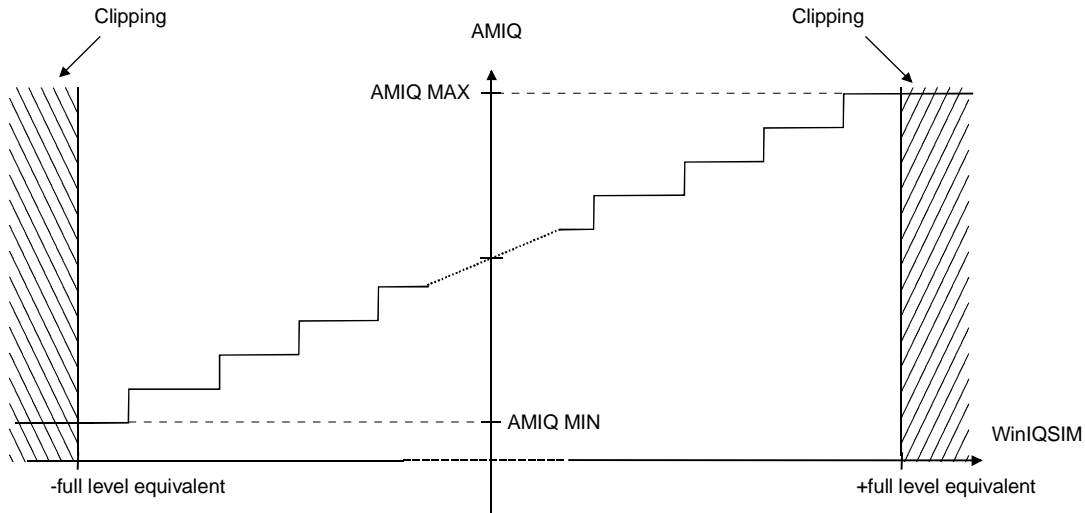 Clipping
Clipping
AMIQ
AMIQ MAX
AMIQ MIN
WinIQSIM
-full level equivalent
+full level equivalent